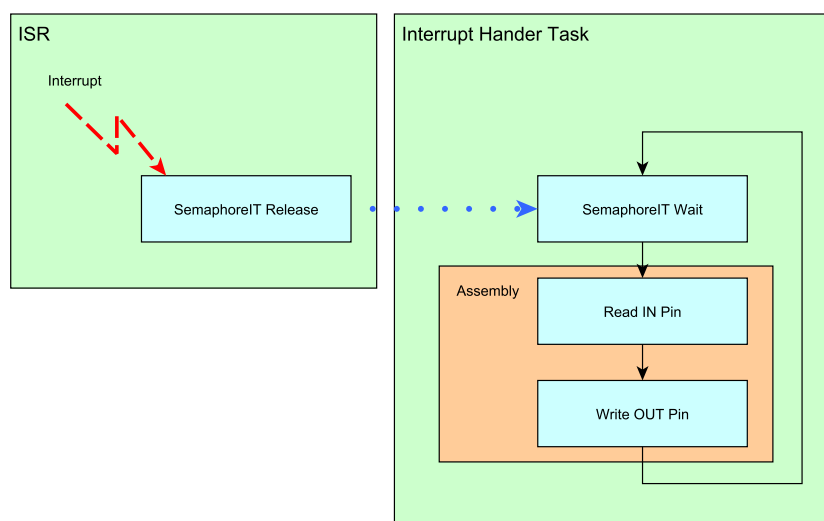 ISR
Interrupt
SemaphoreIT Release
Interrupt Hander Task
SemaphoreIT Wait
Assembly
Read IN Pin
Write OUT Pin